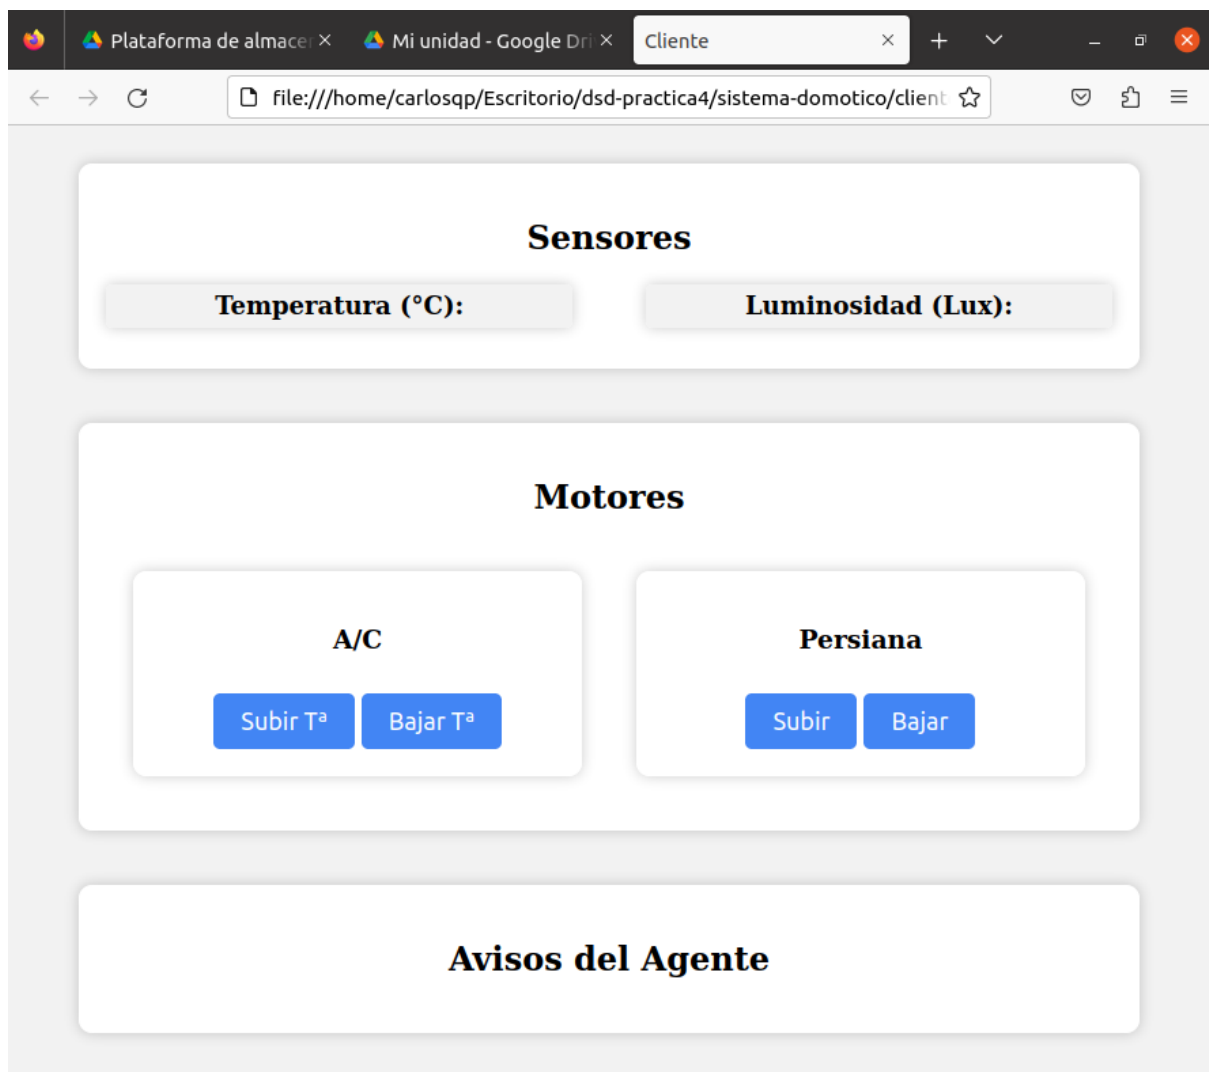 Plataforma de almacer Mi unidad - Google Dri Cliente
file:///home/carlosqp/Escritorio/dsd-practica4/sistema-domotico/client
Sensores
Temperatura (°C): Luminosidad (Lux):
Motores
A/C Persiana
Subir Tª Bajar Tª Subir Bajar
Avisos del Agente